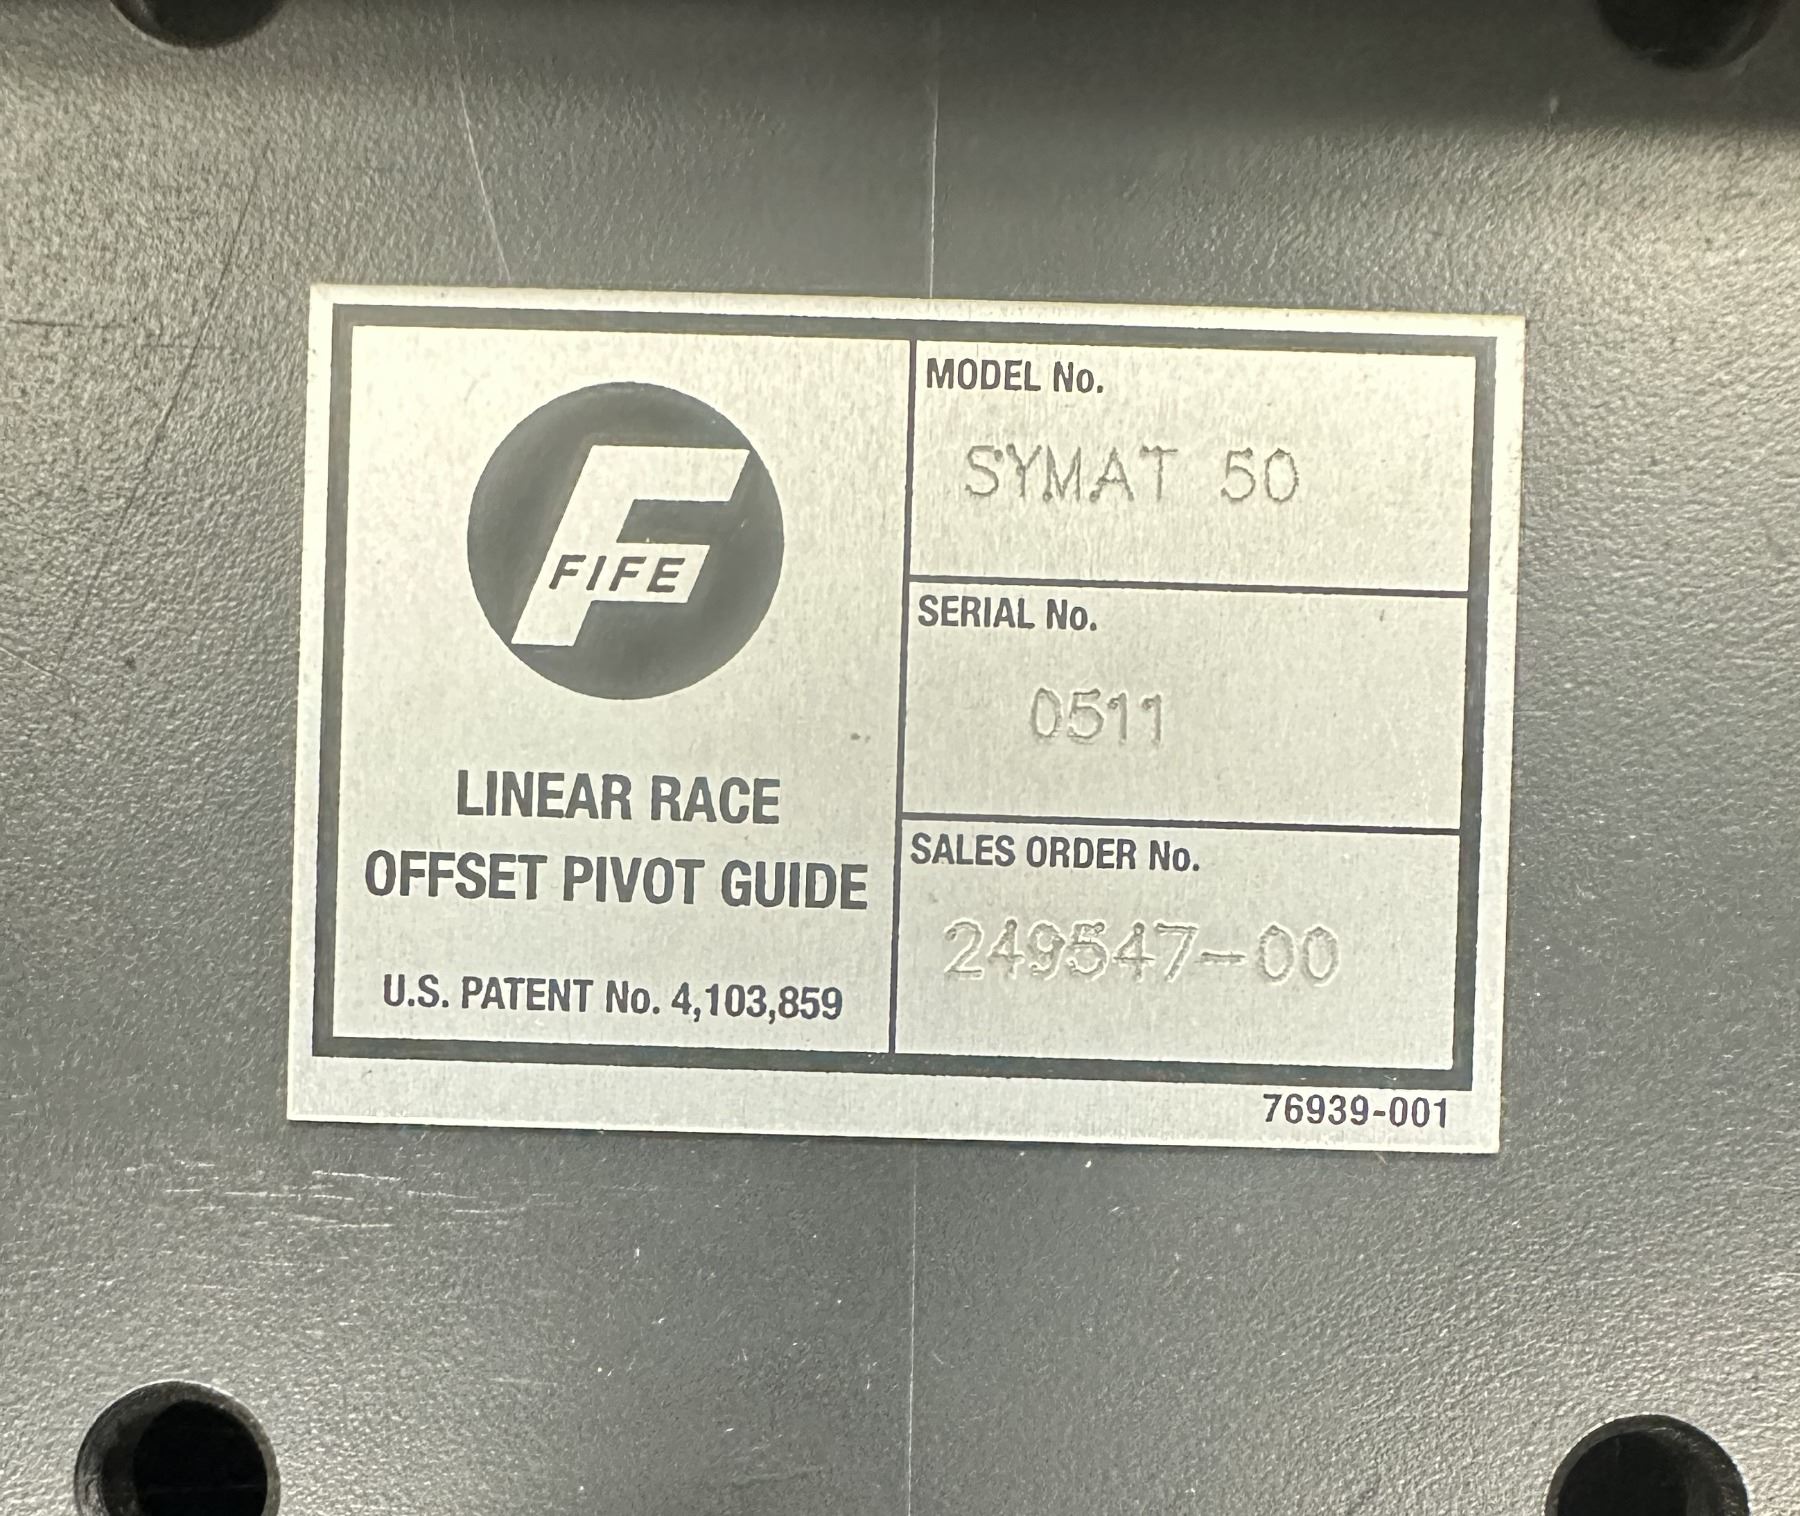 FIFE
LINEAR RACE
OFFSET PIVOT GUIDE
U.S. PATENT No. 4,103,859
MODEL No.
SYMAT 50
SERIAL No.
0511
SALES ORDER No.
249547-00
76939-001